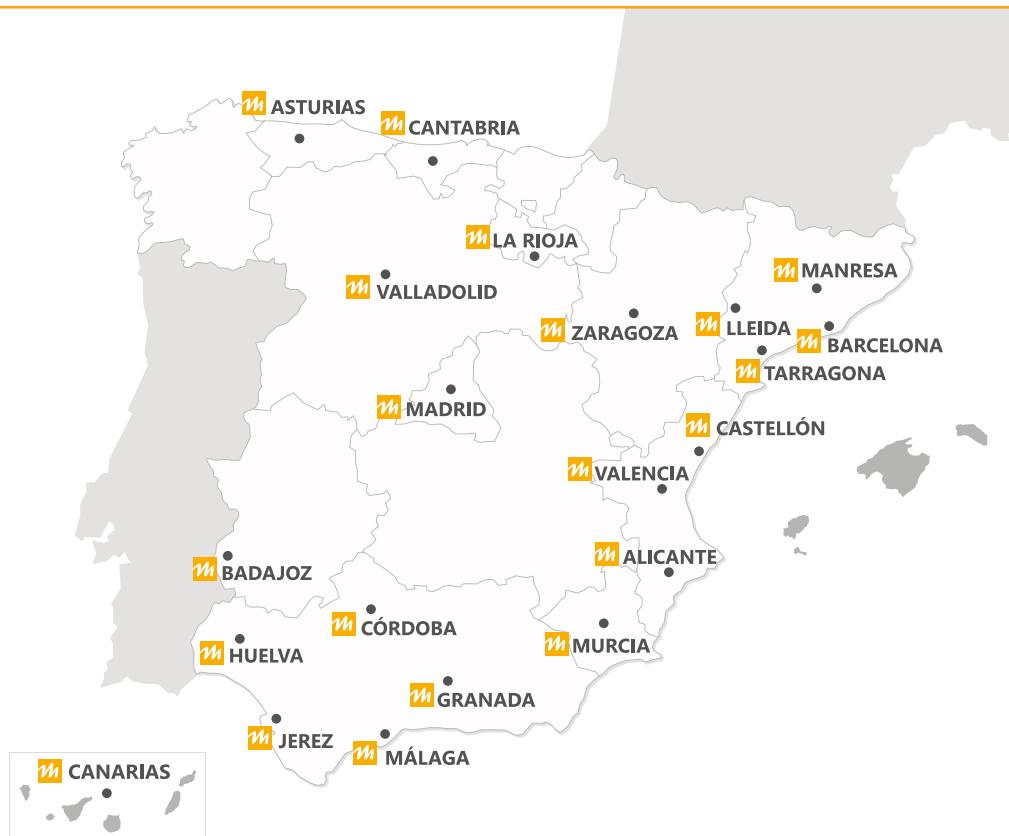 ASTURIAS
CANTABRIA
LA RIOJA
MANRESA
VALLADOLID
ZARAGOZA
LLEIDA
BARCELONA
TARRAGONA
MADRID
CASTELLÓN
VALENCIA
ALICANTE
BADAJOZ
CÓRDOBA
MURCIA
HUELVA
GRANADA
JEREZ
MÁLAGA
CANARIAS